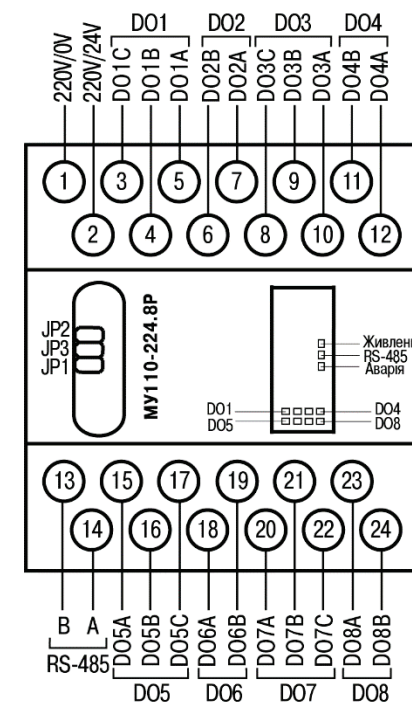 DO1 DO2 DO3 DO4
220V/0V
220V/24V
DO1C
DO1B
DO1A
DO2B
DO2A
DO3C
DO3B
DO3A
DO4B
DO4A
1 3 5 7 9 11
2 4 6 8 10 12
JP2
JP3
JP1
МУ110-224.8Р
Живлен
RS-485
Аварія
DO1 DO4
DO5 DO8
13 15 17 19 21 23
14 16 18 20 22 24
B A
RS-485
DO5A
DO5B
DO5C
DO6A
DO6B
DO7A
DO7B
DO7C
DO8A
DO8B
DO5 DO6 DO7 DO8